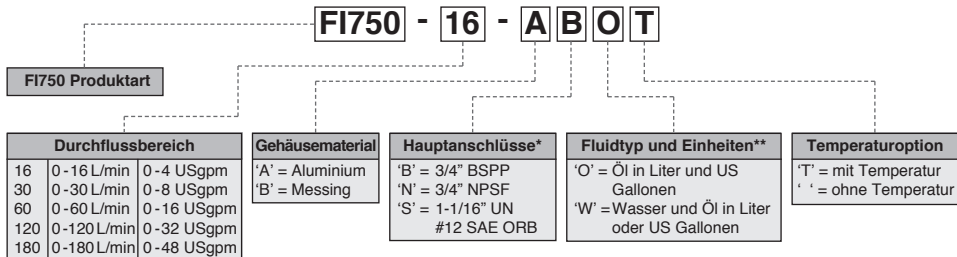 FI750 - 16 - A B O T
FI750 Produktart
Durchflussbereich
16 0-16 L/min 0-4 USgpm
30 0-30 L/min 0-8 USgpm
60 0-60 L/min 0-16 USgpm
120 0-120 L/min 0-32 USgpm
180 0-180 L/min 0-48 USgpm
Gehäusematerial
‘A’ = Aluminium
‘B’ = Messing
Hauptanschlüsse*
‘B’ = 3/4” BSPP
‘N’ = 3/4” NPSF
‘S’ = 1-1/16” UN
#12 SAE ORB
Fluidtyp und Einheiten**
‘O’ = Öl in Liter und US
Gallonen
‘W’ = Wasser und Öl in Liter
oder US Gallonen
Temperaturoption
‘T’ = mit Temperatur
‘ ‘ = ohne Temperatur